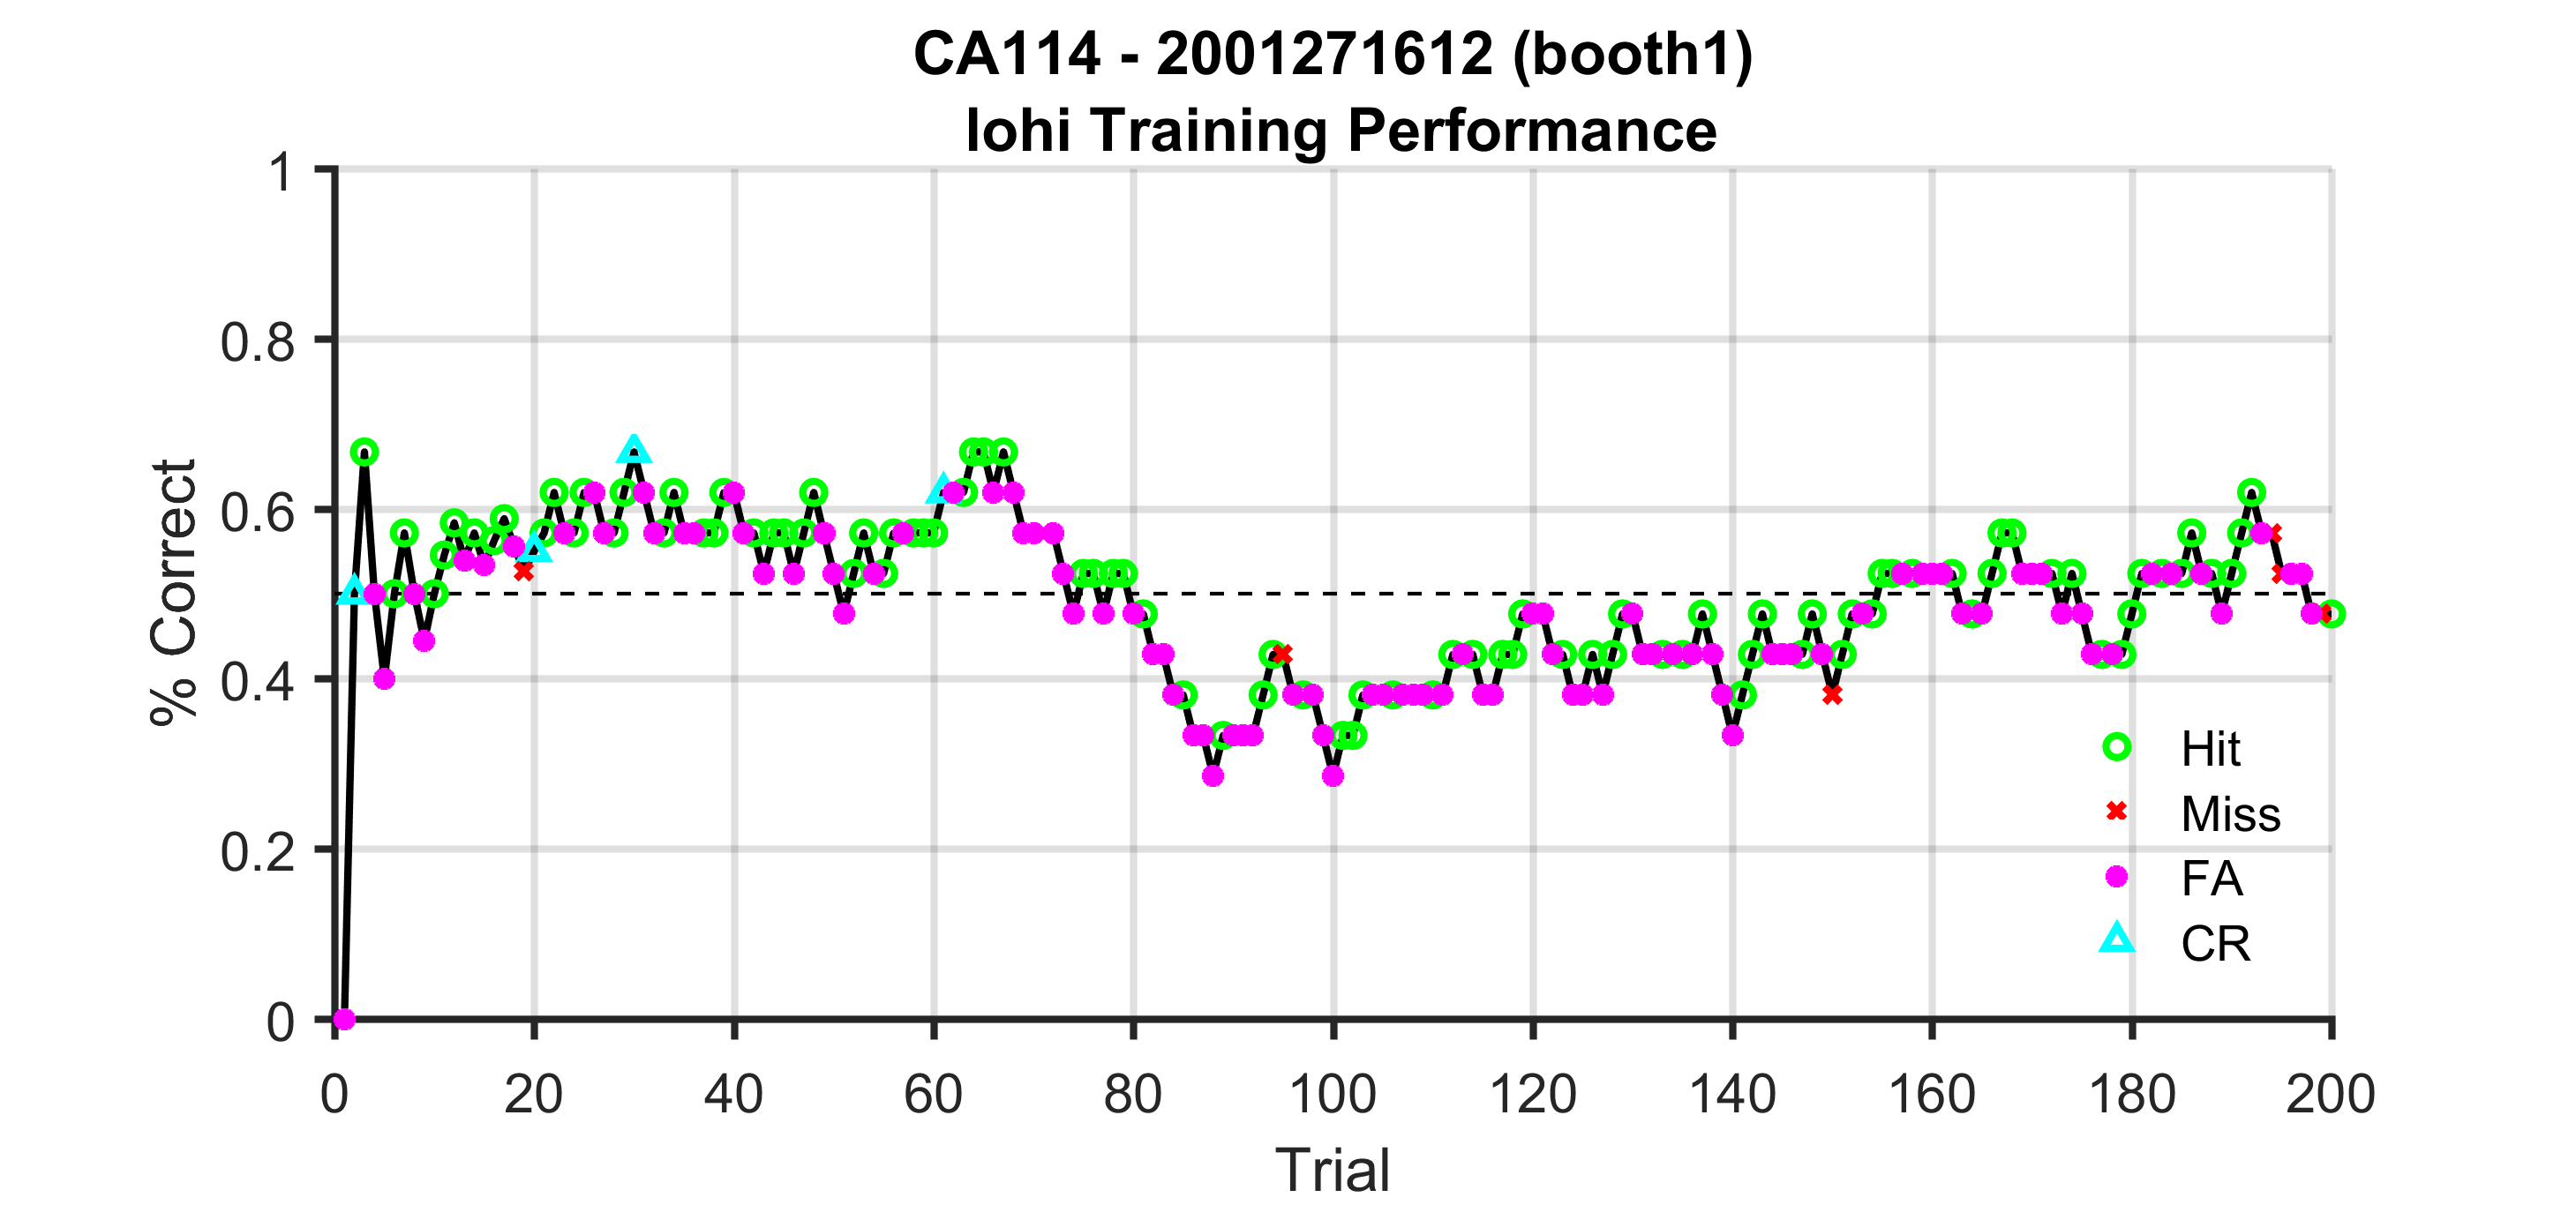 CA114 - 2001271612 (booth1)
lohi Training Performance
% Correct
1
0.8
0.6
0.4
0.2
0
0 20 40 60 80 100 120 140 160 180 200
Trial
Hit
Miss
FA
CR